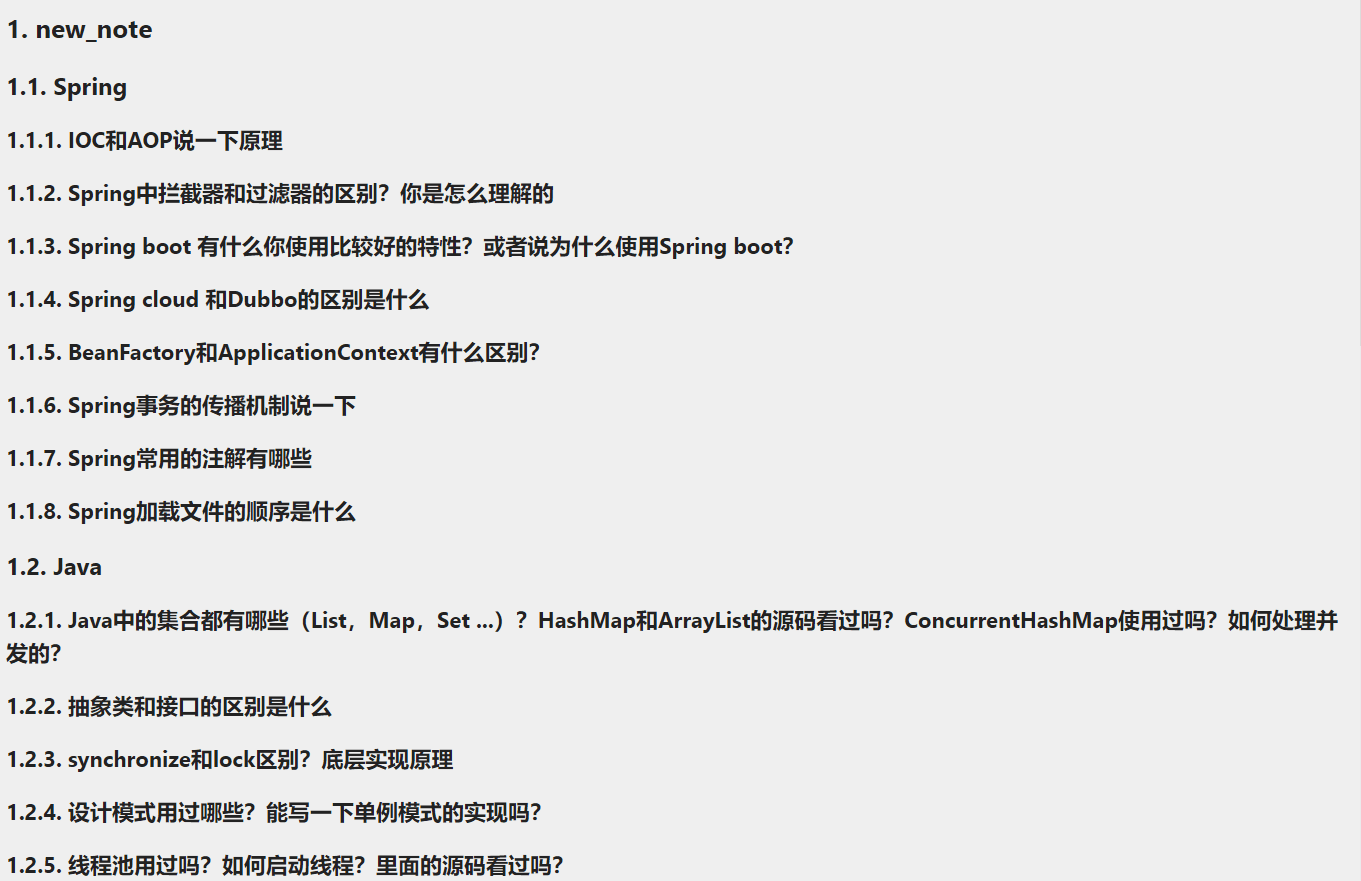 1. new_note
1.1. Spring
1.1.1. IOC和AOP说一下原理
1.1.2. Spring中拦截器和过滤器的区别？你是怎么理解的
1.1.3. Spring boot 有什么你使用比较好的特性？或者说为什么使用Spring boot？
1.1.4. Spring cloud 和Dubbo的区别是什么
1.1.5. BeanFactory和ApplicationContext有什么区别？
1.1.6. Spring事务的传播机制说一下
1.1.7. Spring常用的注解有哪些
1.1.8. Spring加载文件的顺序是什么
1.2. Java
1.2.1. Java中的集合都有哪些（List，Map，Set ...）？HashMap和ArrayList的源码看过吗？ConcurrentHashMap使用过吗？如何处理并
发的？
1.2.2. 抽象类和接口的区别是什么
1.2.3. synchronize和lock区别？底层实现原理
1.2.4. 设计模式用过哪些？能写一下单例模式的实现吗？
1.2.5. 线程池用过吗？如何启动线程？里面的源码看过吗？